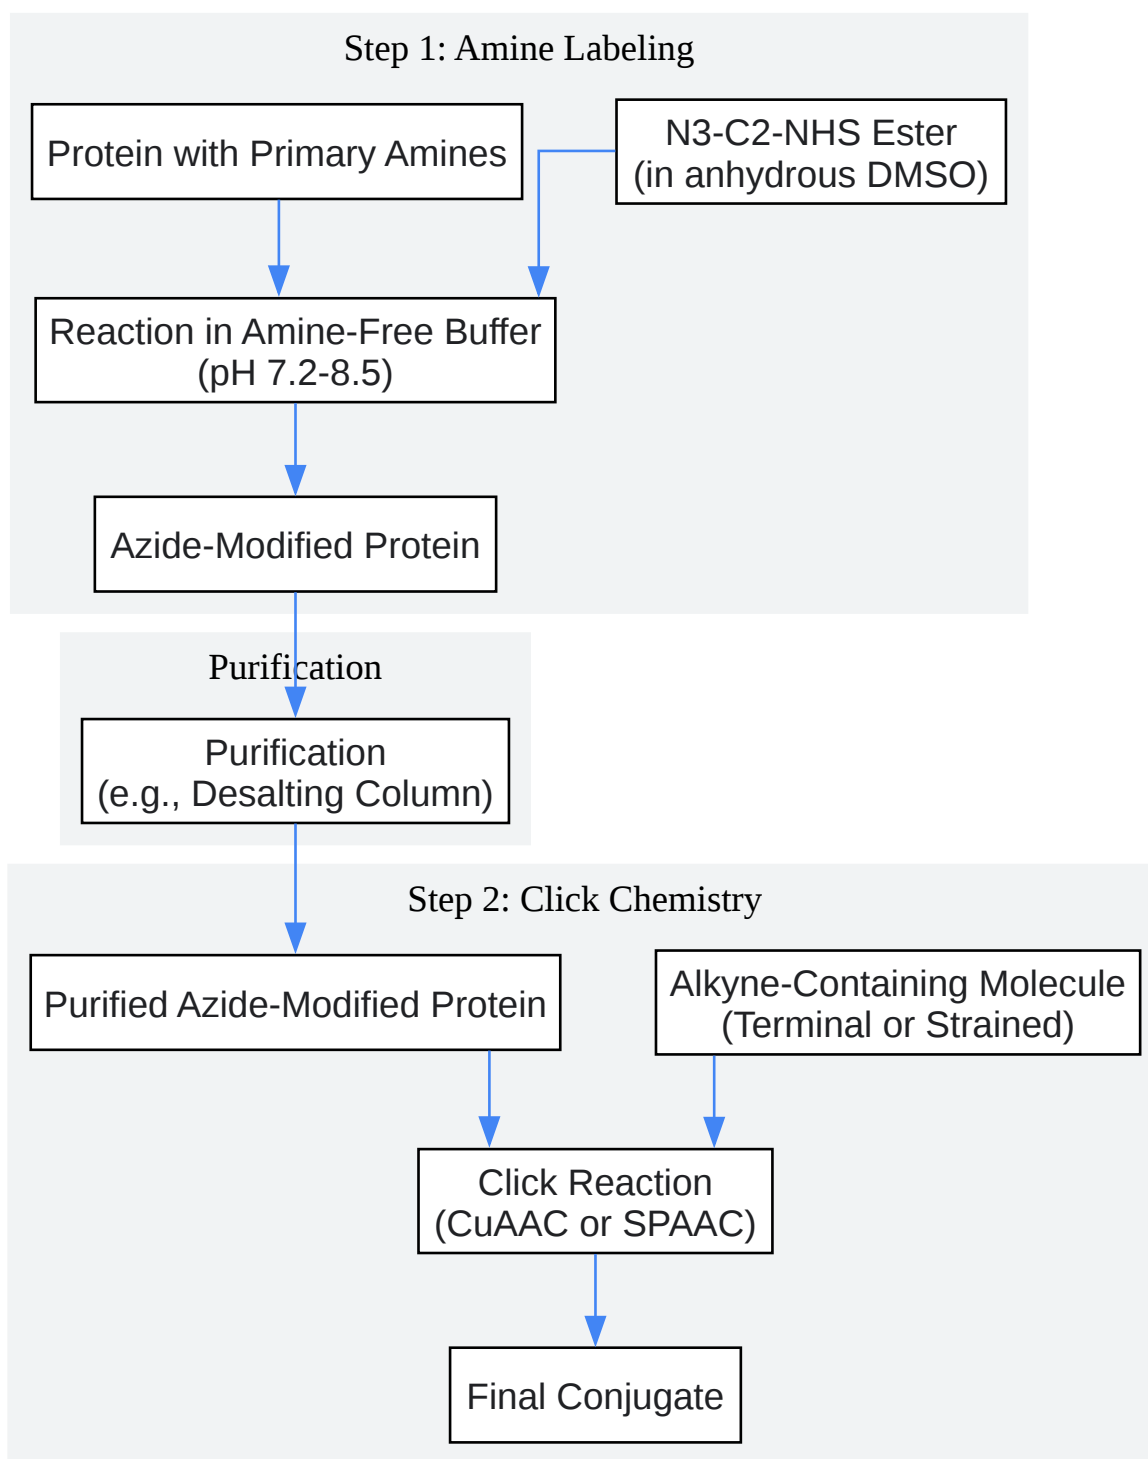 Step 1: Amine Labeling
Protein with Primary Amines
N3-C2-NHS Ester
(in anhydrous DMSO)
Reaction in Amine-Free Buffer
(pH 7.2-8.5)
Azide-Modified Protein
Purification
Purification
(e.g., Desalting Column)
Step 2: Click Chemistry
Purified Azide-Modified Protein
Alkyne-Containing Molecule
(Terminal or Strained)
Click Reaction
(CuAAC or SPAAC)
Final Conjugate